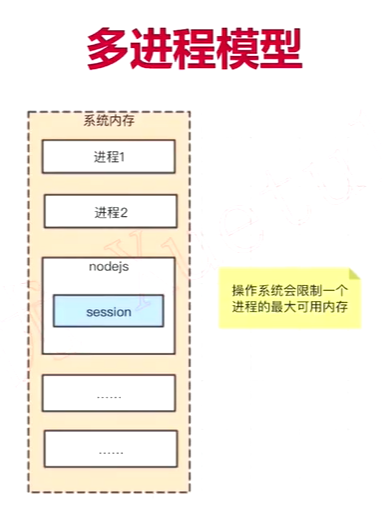 多进程模型
系统内存
进程1
进程2
nodejs
session
操作系统会限制一个
进程的最大可用内存
......
......